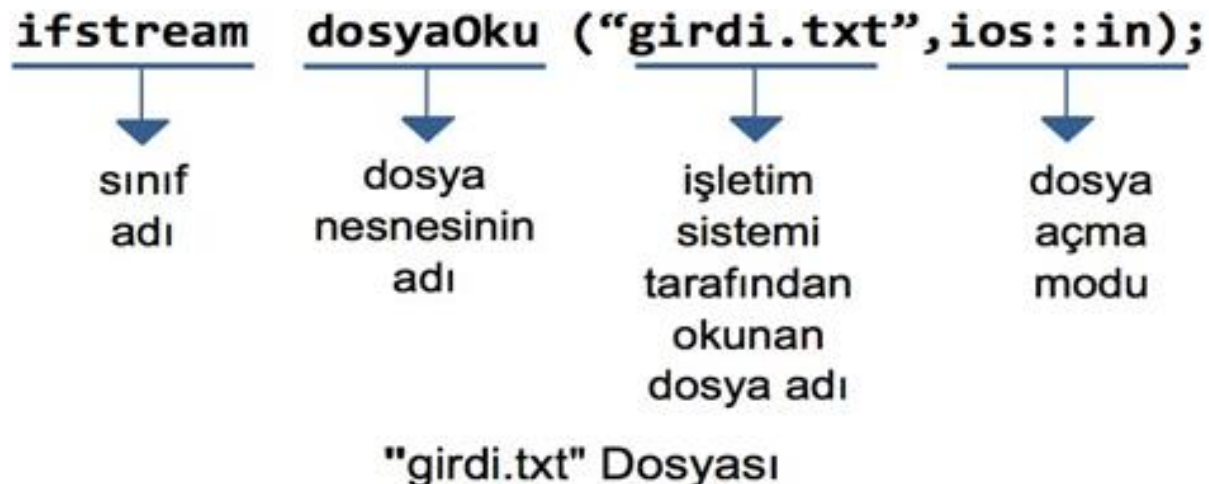 ifstream dosyaOku (“girdi.txt”,ios::in);
sınıf
adı
dosya
nesnesinin
adı
işletim
sistemi
tarafından
okunan
dosya adı
dosya
açma
modu
"girdi.txt" Dosyası